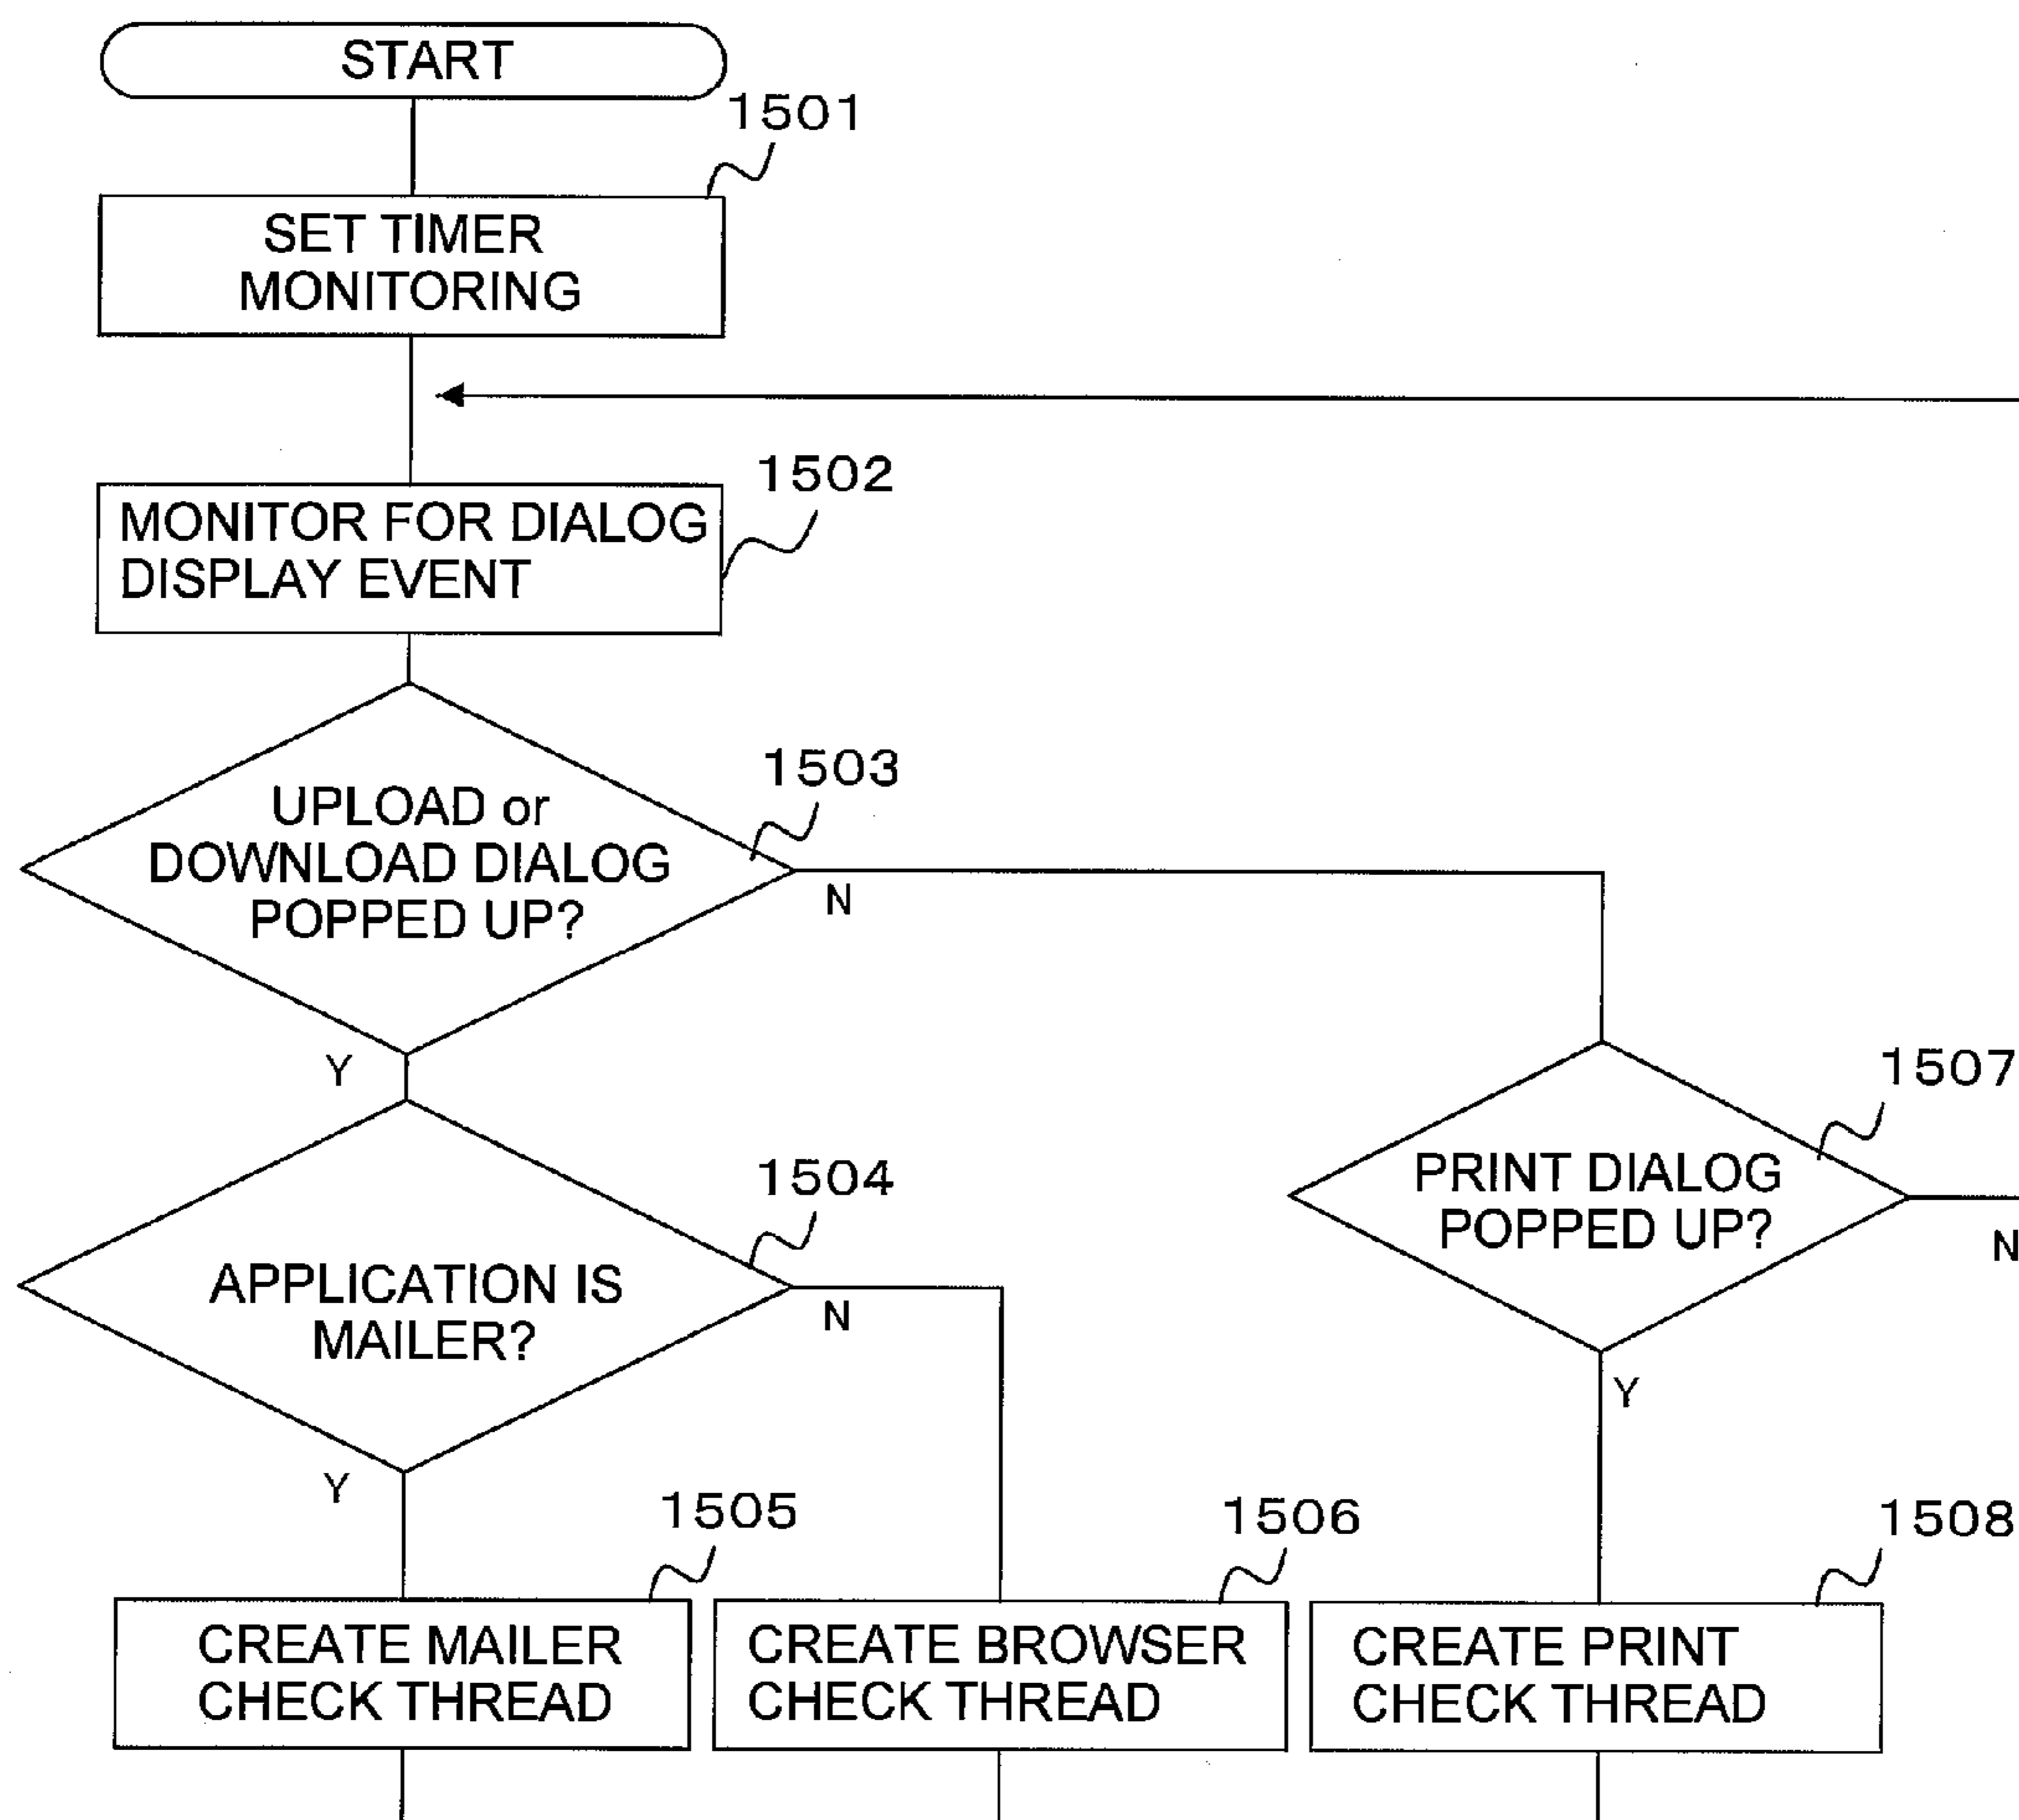 START
1501
SET TIMER
MONITORING
1502
MONITOR FOR DIALOG
DISPLAY EVENT
1503
UPLOAD or
DOWNLOAD DIALOG
POPPED UP?
N
Y
1507
PRINT DIALOG
POPPED UP?
N
Y
1504
APPLICATION IS
MAILER?
N
Y
1505
CREATE MAILER
CHECK THREAD
1506
CREATE BROWSER
CHECK THREAD
1508
CREATE PRINT
CHECK THREAD